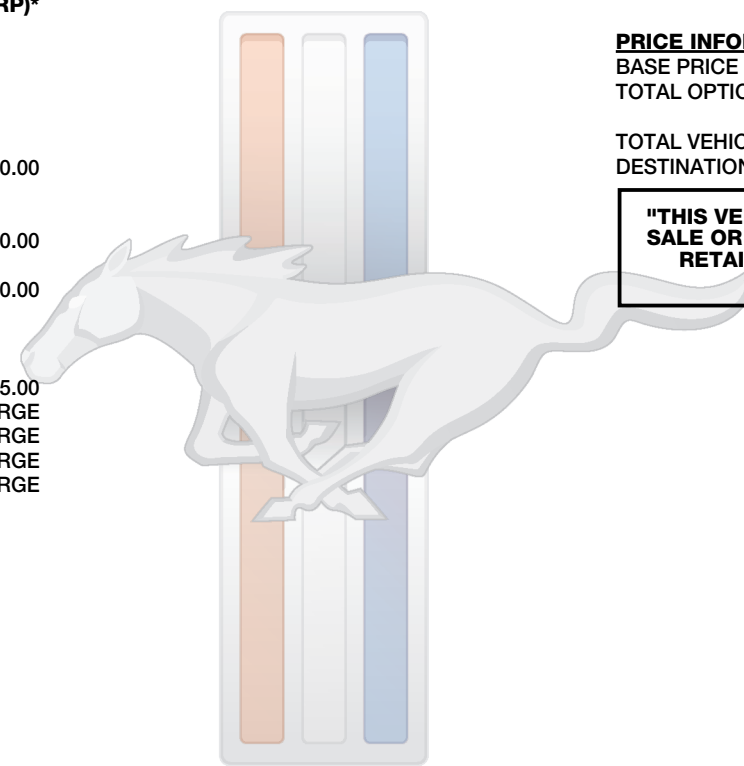 RP)*
0.00
0.00
0.00
5.00
RGE
RGE
RGE
RGE
PRICE INFO
BASE PRICE
TOTAL OPTIO
TOTAL VEHIC
DESTINATION
"THIS VE
SALE OR
RETAI